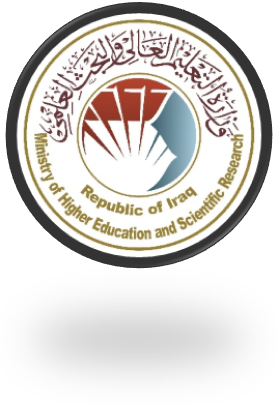 وزارة التعليم العالي والبحث العلمي
Republic of Iraq
Ministry of Higher Education and Scientific Research